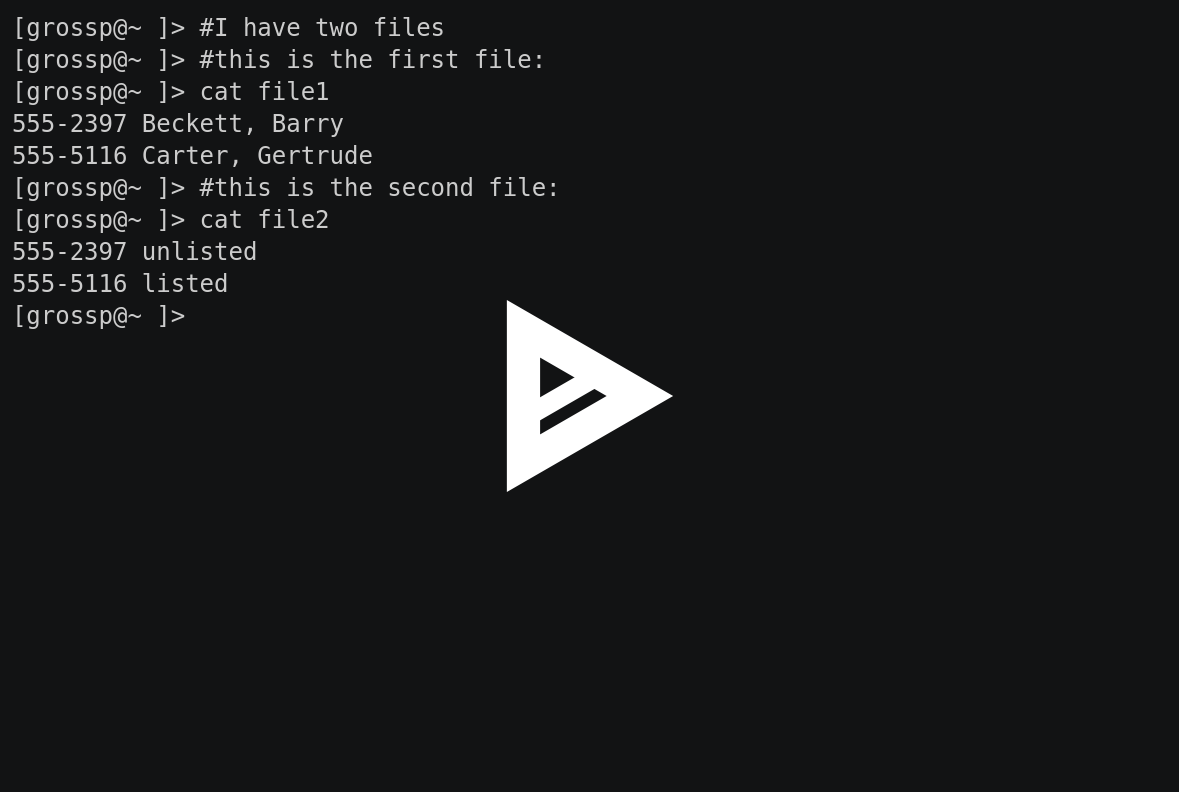 [grossp@~ ]> #I have two files
[grossp@~ ]> #this is the first file:
[grossp@~ ]> cat file1
555-2397 Beckett, Barry
555-5116 Carter, Gertrude
[grossp@~ ]> #this is the second file:
[grossp@~ ]> cat file2
555-2397 unlisted
555-5116 listed
[grossp@~ ]>